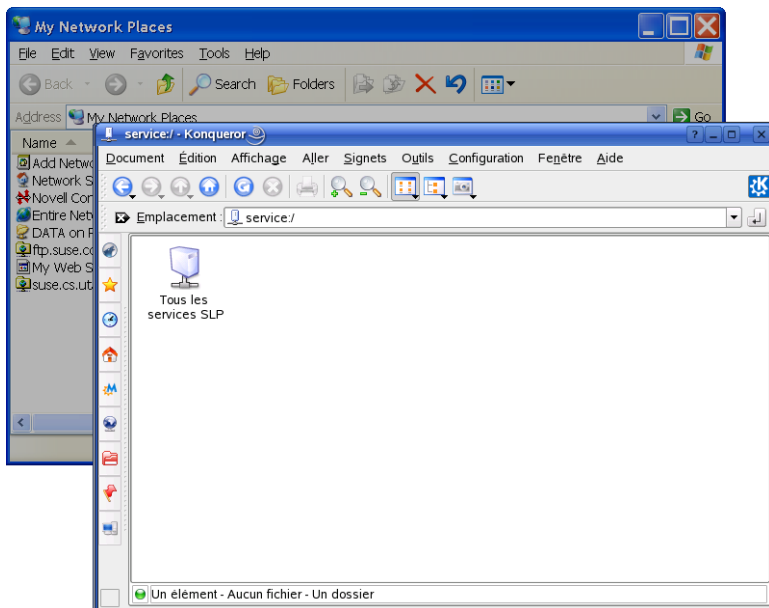 My Network Places
File Edit View Favorites Tools Help
Back Search Folders
Address My Network Places Go
Name
Add Netwo
Network S
Novell Con
Entire Net
DATA on F
ftp.suse.co
My Web S
suse.cs.ut
service:/ - Konqueror
Document Édition Affichage Aller Signets Outils Configuration Fenêtre Aide
Emplacement : service:/
Tous les
services SLP
Un élément - Aucun fichier - Un dossier